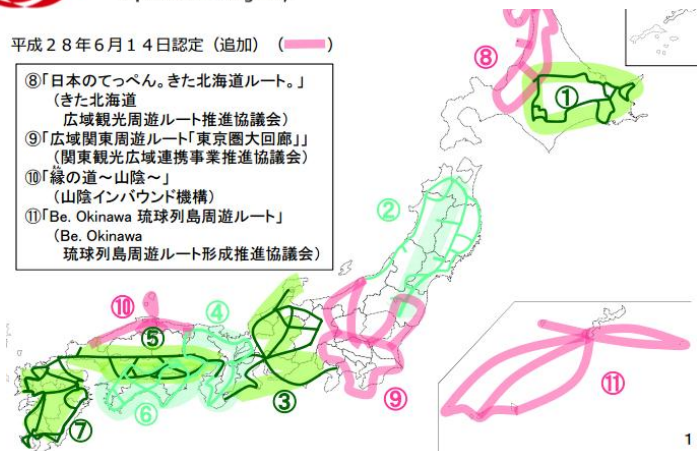 平成28年6月14日認定（追加）（ ）
⑧「日本のてっぺん。きた北海道ルート。」
（きた北海道
広域観光周遊ルート推進協議会）
⑨「広域関東周遊ルート「東京圏大回廊」」
（関東観光広域連携事業推進協議会）
⑩「縁の道～山陰～」
（山陰インバウンド機構）
⑪「Be. Okinawa 琉球列島周遊ルート」
（Be. Okinawa
琉球列島周遊ルート形成推進協議会）
⑧
①
②
⑩
④
⑤
⑥
③
⑨
⑦
⑪
1